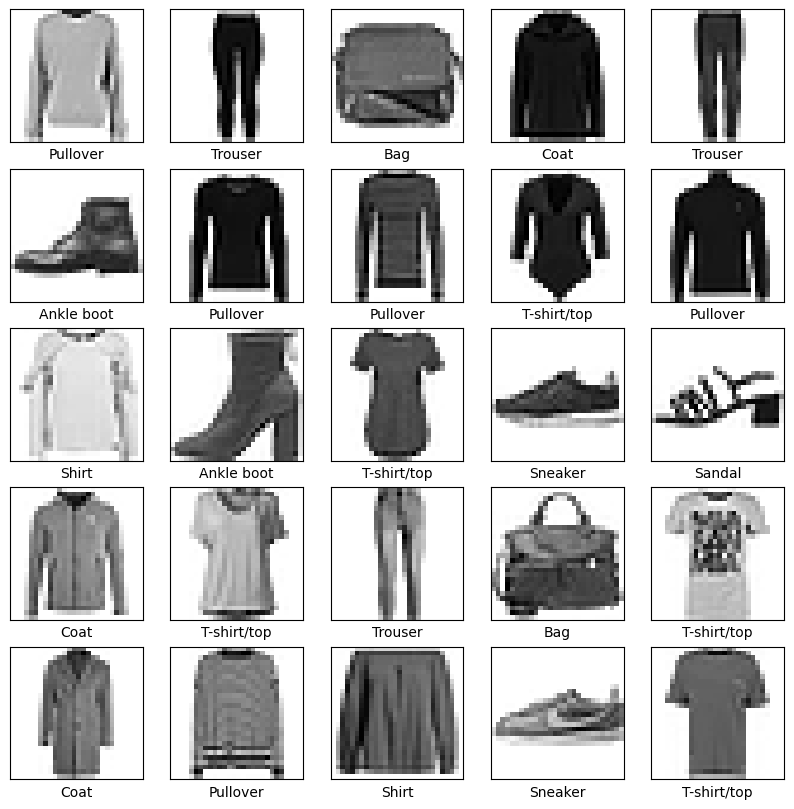 Pullover
Trouser
Bag
Coat
Trouser
Ankle boot
Pullover
Pullover
T-shirt/top
Pullover
Shirt
Ankle boot
T-shirt/top
Sneaker
Sandal
Coat
T-shirt/top
Trouser
Bag
T-shirt/top
Coat
Pullover
Shirt
Sneaker
T-shirt/top